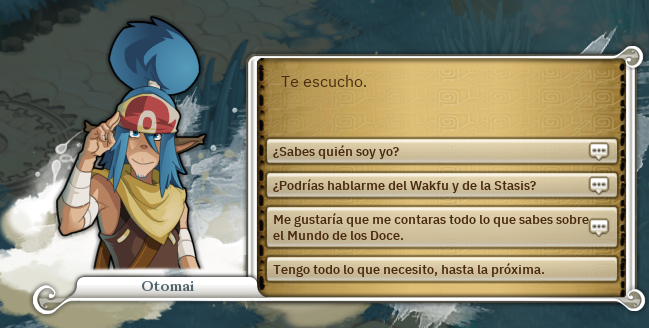 Te escucho.
¿Sabes quién soy yo?
¿Podrías hablarme del Wakfu y de la Stasis?
Me gustaría que me contaras todo lo que sabes sobre
el Mundo de los Doce.
Tengo todo lo que necesito, hasta la próxima.
O
Otomai